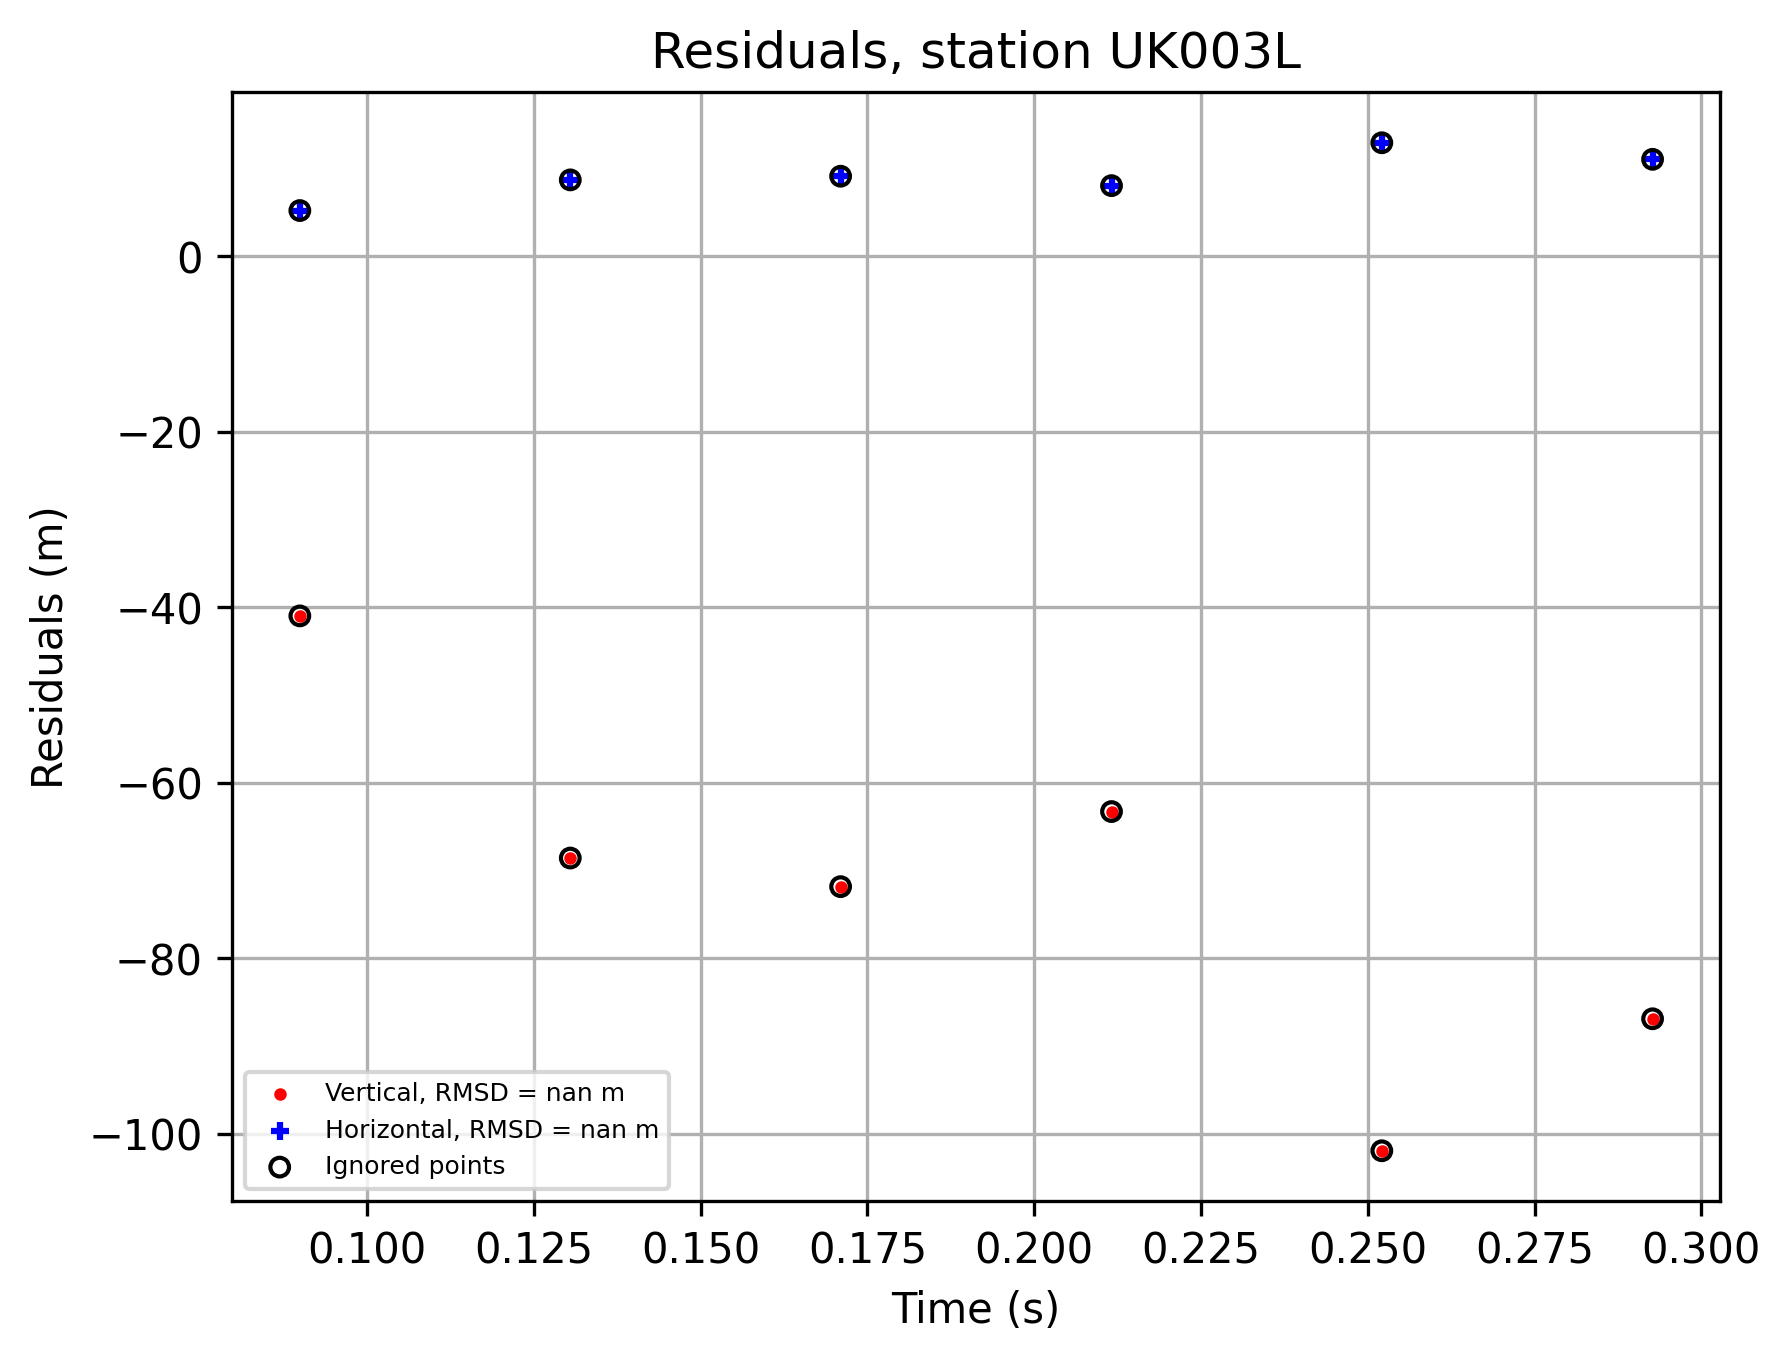 Residuals, station UK003L
0
−20
−40
−60
−80
−100
Residuals (m)
Vertical, RMSD = nan m
Horizontal, RMSD = nan m
Ignored points
0.100 0.125 0.150 0.175 0.200 0.225 0.250 0.275 0.300
Time (s)